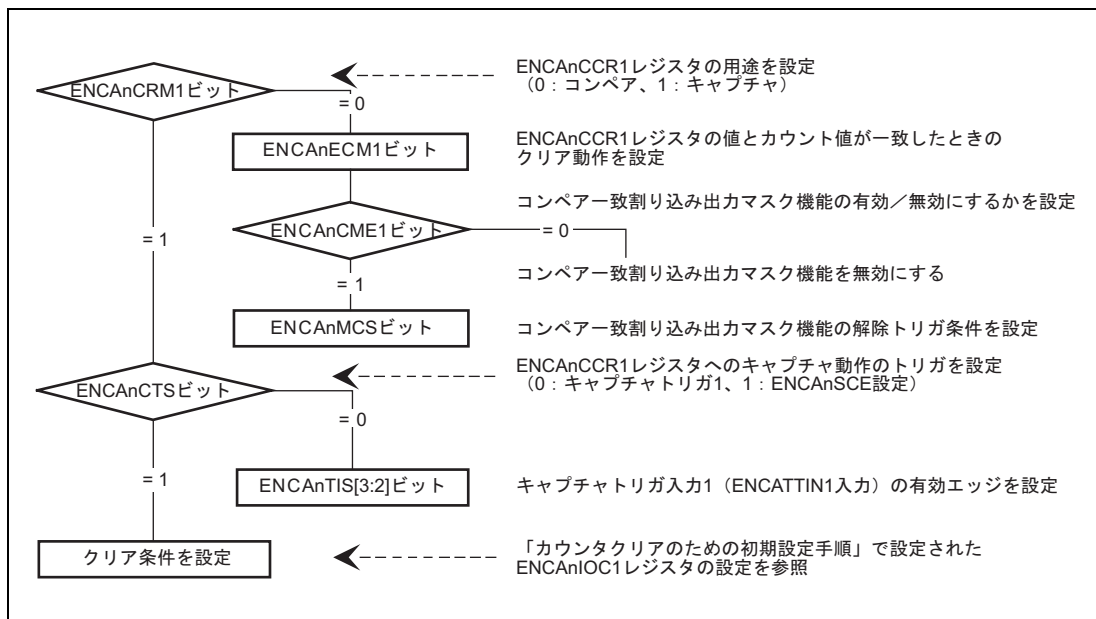 ENCAnCCR1レジスタの用途を設定
（0：コンペア、1：キャプチャ）
ENCAnCRM1ビット
= 0
ENCAnCCR1レジスタの値とカウント値が一致したときの
クリア動作を設定
ENCAnECM1ビット
コンペア一致割り込み出力マスク機能の有効／無効にするかを設定
ENCAnCME1ビット
= 0
= 1
コンペア一致割り込み出力マスク機能を無効にする
= 1
ENCAnMCSビット
コンペア一致割り込み出力マスク機能の解除トリガ条件を設定
ENCAnCCR1レジスタへのキャプチャ動作のトリガを設定
（0：キャプチャトリガ1、1：ENCAnSCE設定）
ENCAnCTSビット
= 0
= 1
ENCAnTIS[3:2]ビット
キャプチャトリガ入力1（ENCATTIN1入力）の有効エッジを設定
クリア条件を設定
「カウンタクリアのための初期設定手順」で設定された
ENCAnIOC1レジスタの設定を参照